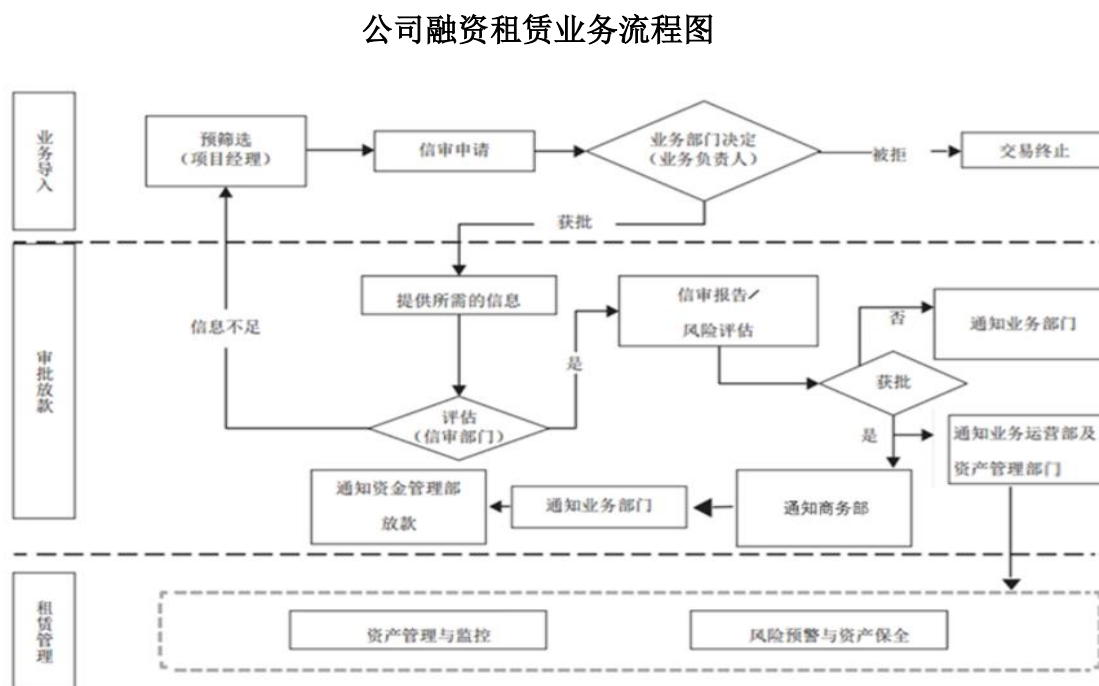 公司融资租赁业务流程图
业务导入
预筛选
（项目经理）
信审申请
业务部门决定
（业务负责人）
被拒
交易终止
获批
审批放款
提供所需的信息
信息不足
评估
（信审部门）
是
信审报告/
风险评估
获批
否
通知业务部门
是
通知业务运营部及
资产管理部门
通知商务部
通知业务部门
通知资金管理部
放款
租赁管理
资产管理与监控
风险预警与资产保全